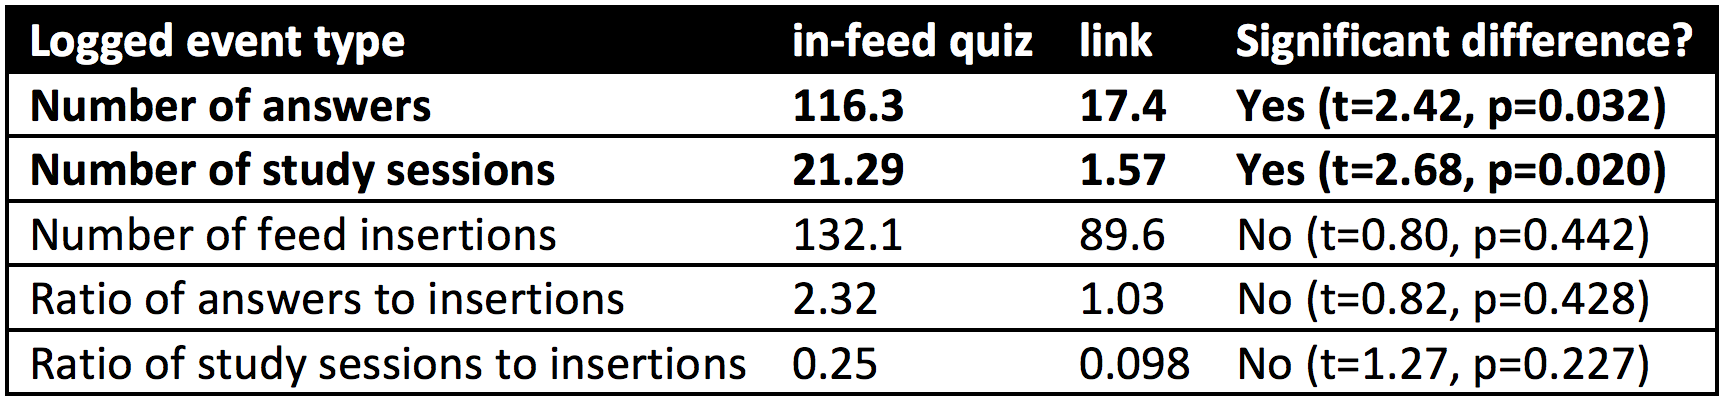 Logged event type in-feed quiz link Significant difference?
Number of answers 116.3 17.4 Yes (t=2.42, p=0.032)
Number of study sessions 21.29 1.57 Yes (t=2.68, p=0.020)
Number of feed insertions 132.1 89.6 No (t=0.80, p=0.442)
Ratio of answers to insertions 2.32 1.03 No (t=0.82, p=0.428)
Ratio of study sessions to insertions 0.25 0.098 No (t=1.27, p=0.227)